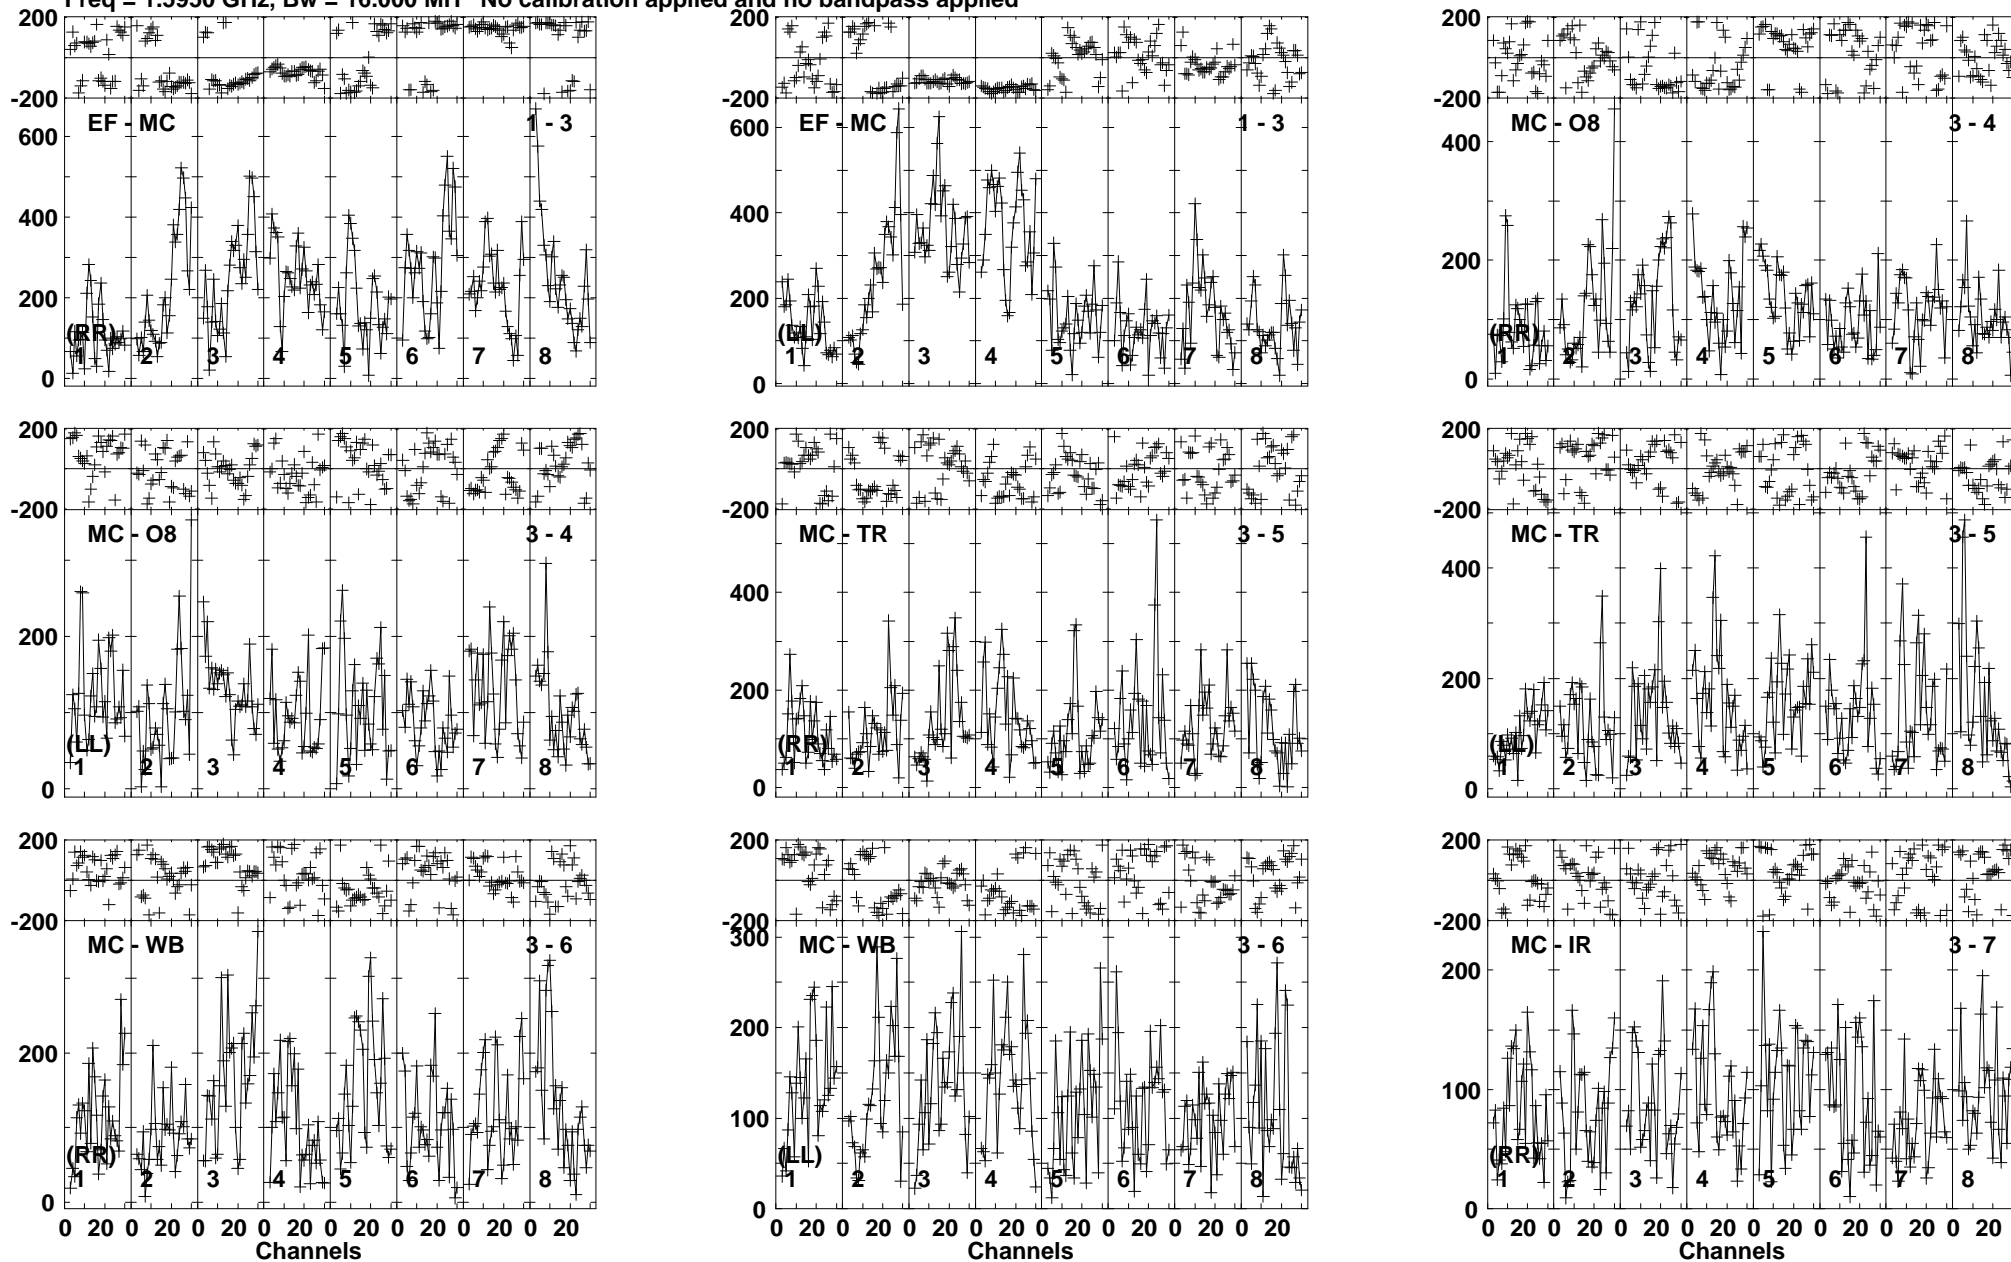 Freq = 1.5950 GHz, Bw = 16.000 MH No calibration applied and no bandpass applied
200 200 200
-200 -200 -200
EF - MC 1 - 3 EF - MC 1 - 3 MC - O8 3 - 4
600 600 400
400 400 200
200 200
(RR) (LL) (RR)
1 2 3 4 5 6 7 8 1 2 3 4 5 6 7 8 1 2 3 4 5 6 7 8
0 0 0
200 200 200
-200 -200 -200
MC - O8 3 - 4 MC - TR 3 - 5 MC - TR 3 - 5
200 400 400
200 200
(LL) (RR) (LL)
1 2 3 4 5 6 7 8 1 2 3 4 5 6 7 8 1 2 3 4 5 6 7 8
0 0 0
200 200 200
-200 -200 -200
MC - WB 3 - 6 MC - WB 3 - 6 MC - IR 3 - 7
200 300 200
200 100
100
(RR) (LL) (RR)
1 2 3 4 5 6 7 8 1 2 3 4 5 6 7 8 1 2 3 4 5 6 7 8
0 0 0
0 20 0 20 0 20 0 20 0 20 0 20 0 20 0 20 0 20 0 20 0 20 0 20 0 20 0 20 0 20 0 20 0 20 0 20 0 20 0 20 0 20 0 20 0 20 0 20
Channels Channels Channels